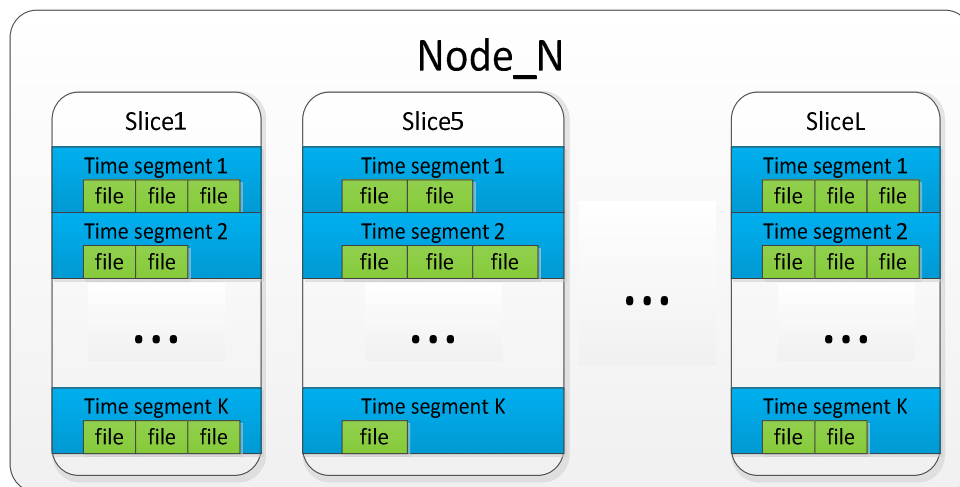 Node_N
Slice1
Time segment 1
file file file
Time segment 2
file file
...
Time segment K
file file file
Slice5
Time segment 1
file file
Time segment 2
file file file
...
Time segment K
file
...
SliceL
Time segment 1
file file file
Time segment 2
file file file
...
Time segment K
file file